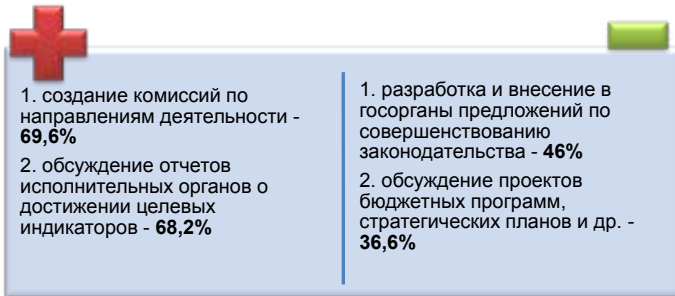 1. создание комиссий по
направлениям деятельности -
69,6%
2. обсуждение отчетов
исполнительных органов о
достижении целевых
индикаторов - 68,2%
1. разработка и внесение в
госорганы предложений по
совершенствованию
законодательства - 46%
2. обсуждение проектов
бюджетных программ,
стратегических планов и др. -
36,6%